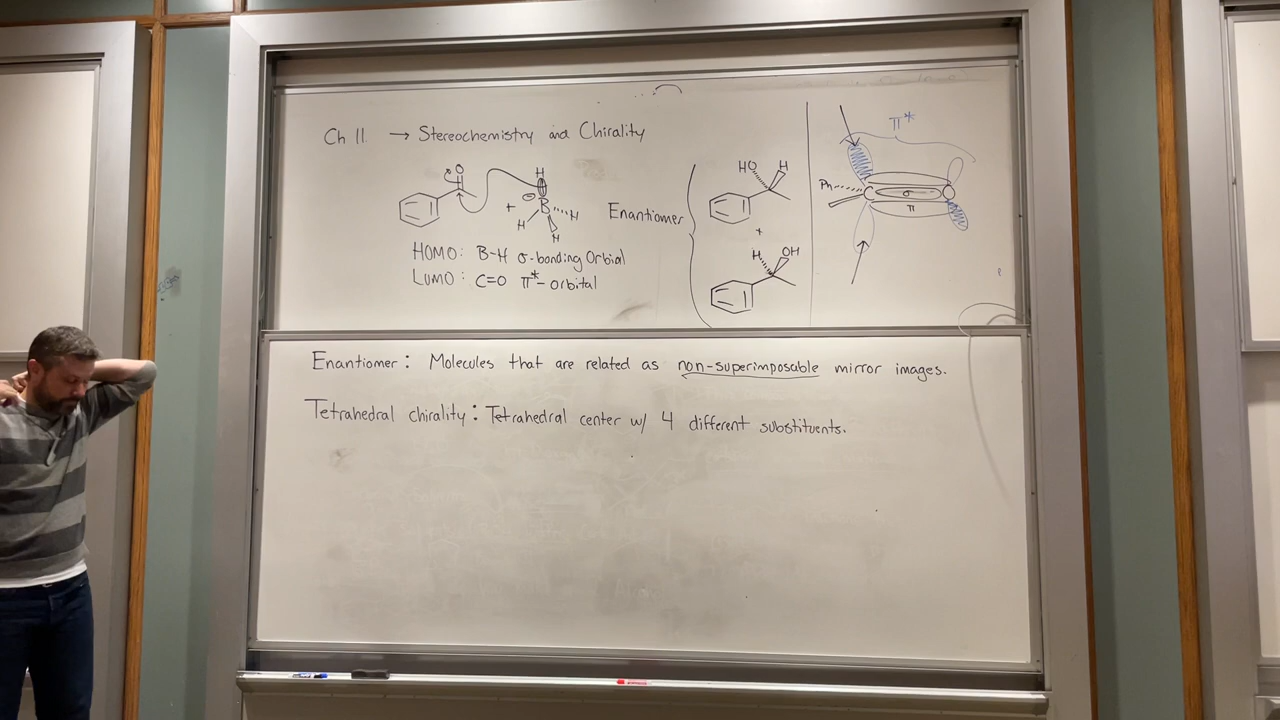 Ch 11 → Stereochemistry and Chirality
O
H
⊖
+ B
H
H
H
Enantiomer
HOMO: B-H σ-bonding Orbial
LUMO: C=O π*- orbital
HO H
+
H OH
π*
Ph
C σ O
π
Enantiomer: Molecules that are related as non-superimposable mirror images.
Tetrahedral chirality: Tetrahedral center w/ 4 different substituents.